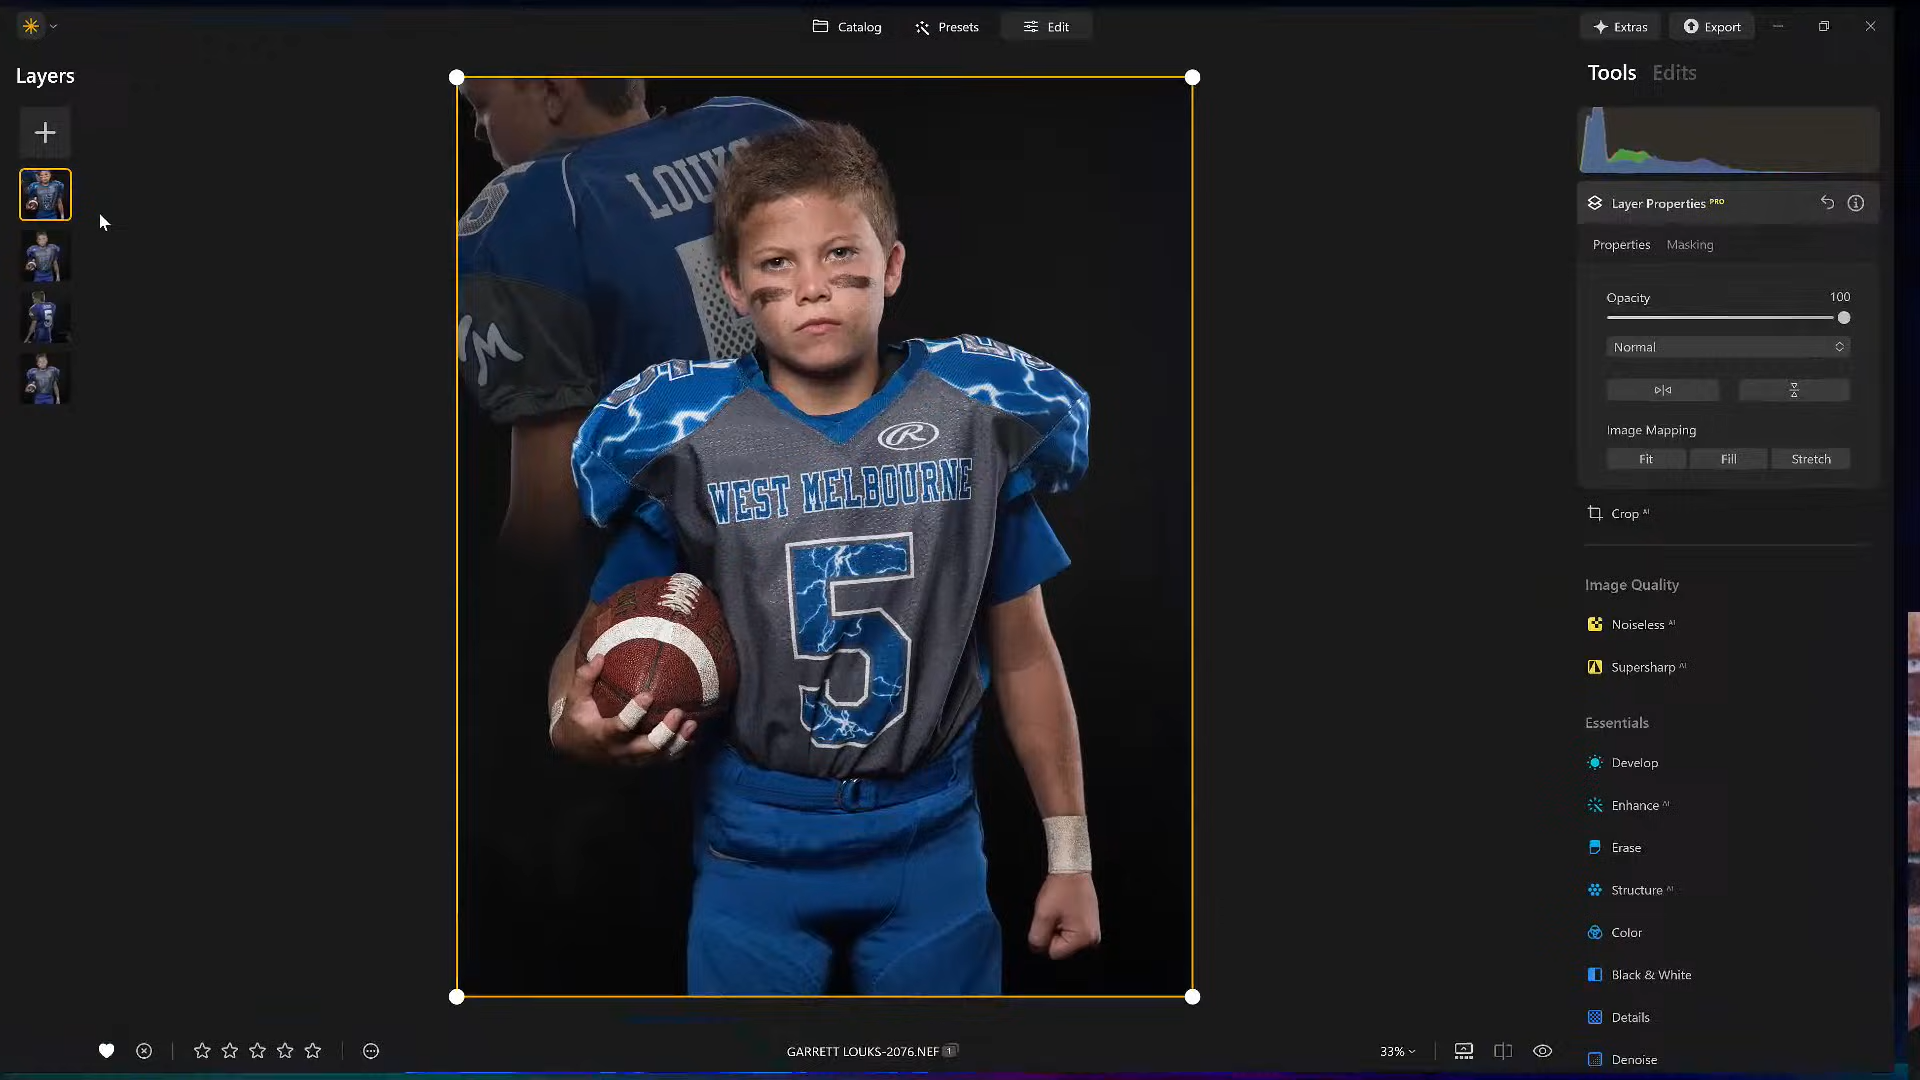 Catalog
Presets
Edit
Extras
Export
Layers
Tools
Edits
LOUKS
Layer Properties PRO
Properties
Masking
Opacity
100
Normal
Image Mapping
Fit
Fill
Stretch
M
R
WEST MELBOURNE
5
Crop AI
Image Quality
Noiseless AI
Supersharp AI
Essentials
Develop
Enhance AI
Erase
Structure AI
Color
Black & White
Details
Denoise
GARRETT LOUKS-2076.NEF
1
33%